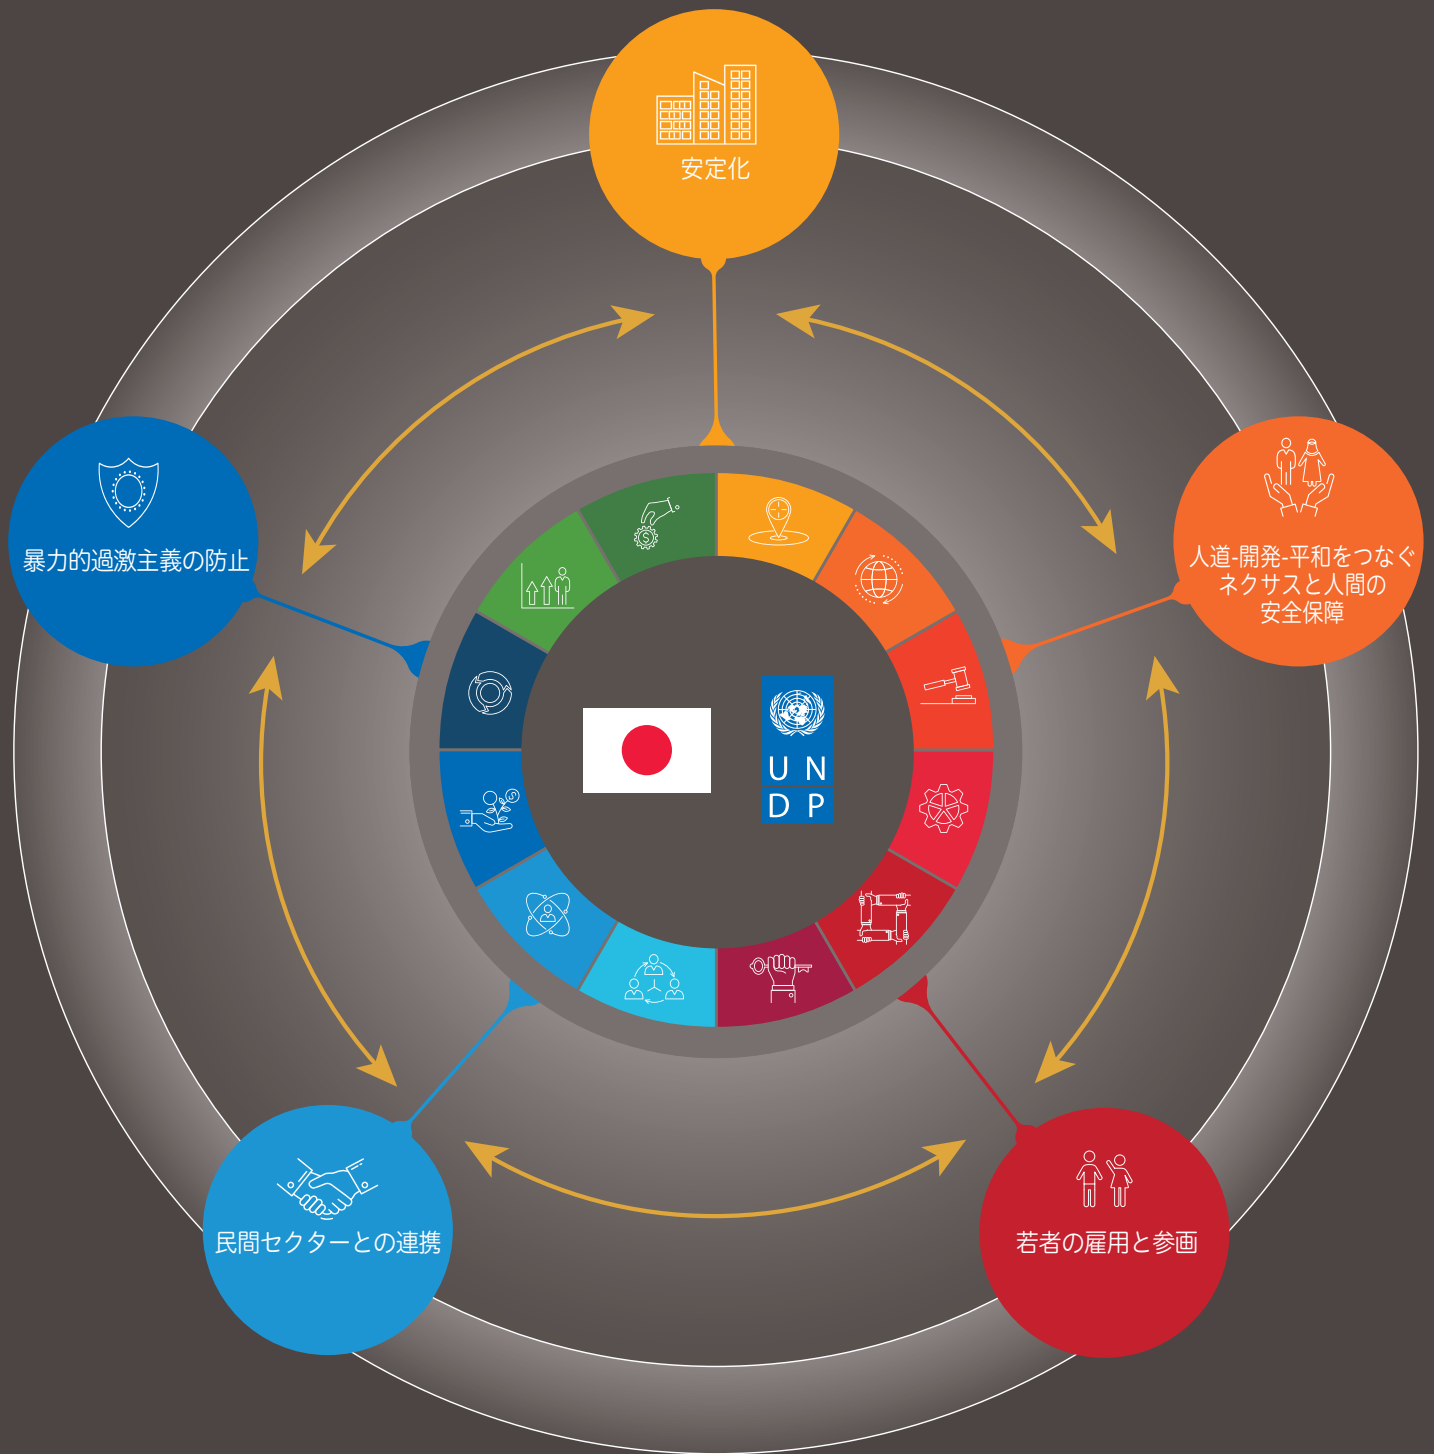 安定化
暴力的過激主義の防止
人道-開発-平和をつなぐ
ネクサスと人間の
安全保障
U N
D P
民間セクターとの連携
若者の雇用と参画